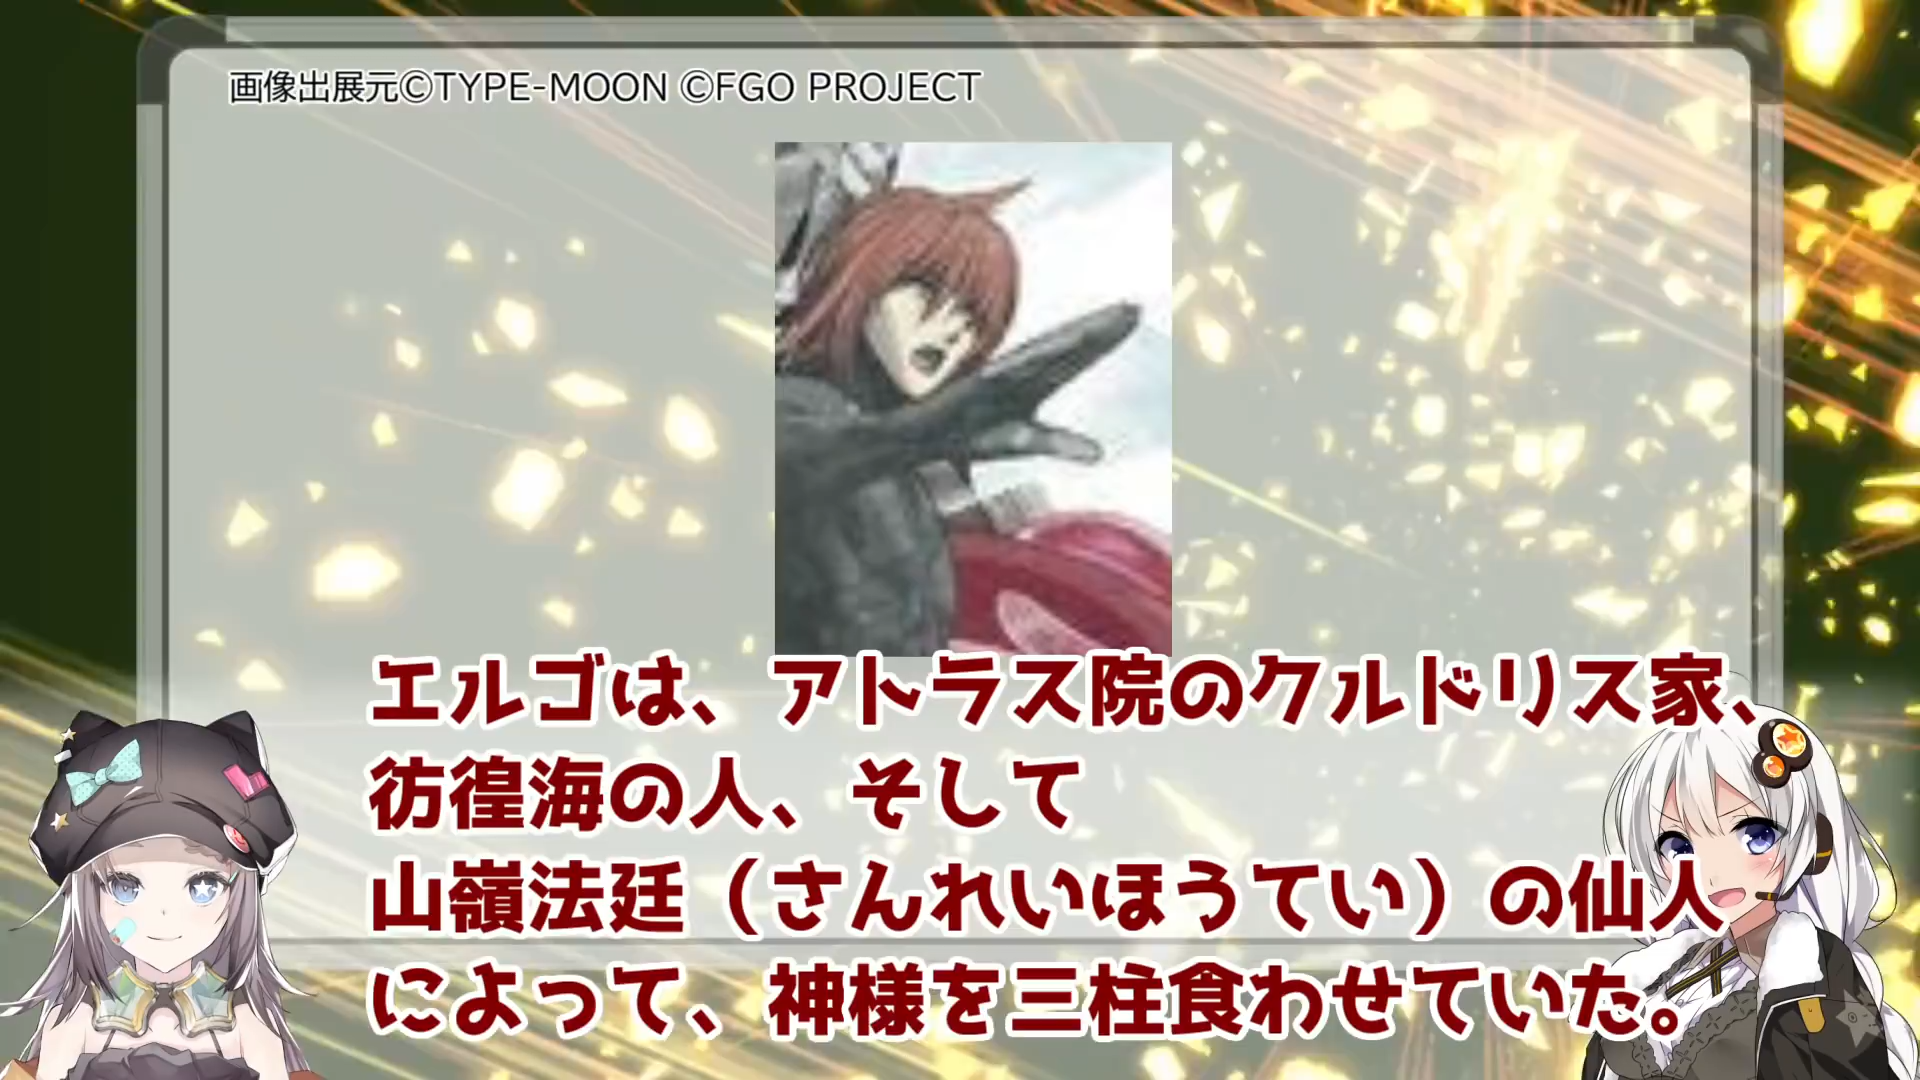 画像出展元©TYPE-MOON ©FGO PROJECT
エルゴは、アトラス院のクルドリス家、
彷徨海の人、そして
山嶺法廷（さんれいほうてい）の仙人
によって、神様を三柱食わせていた。